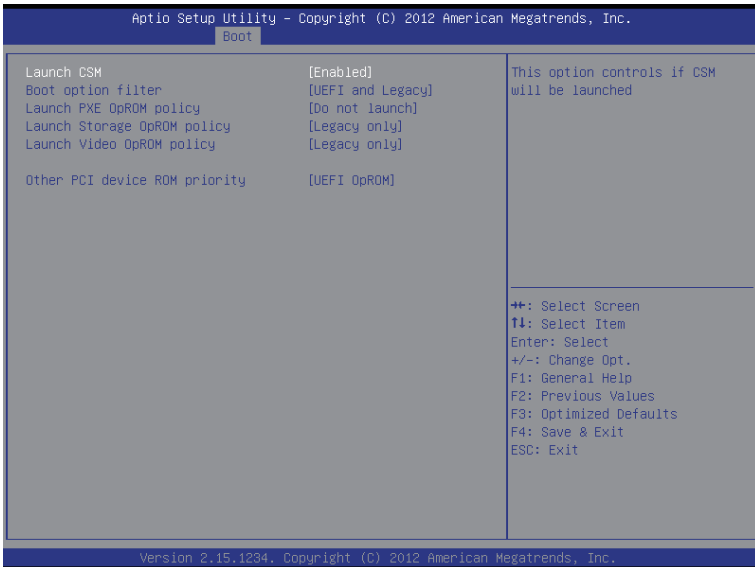 Aptio Setup Utility – Copyright (C) 2012 American Megatrends, Inc.
Boot
Launch CSM [Enabled]
Boot option filter [UEFI and Legacy]
Launch PXE OpROM policy [Do not launch]
Launch Storage OpROM policy [Legacy only]
Launch Video OpROM policy [Legacy only]
Other PCI device ROM priority [UEFI OpROM]
This option controls if CSM
will be launched
→←: Select Screen
↑↓: Select Item
Enter: Select
+/-: Change Opt.
F1: General Help
F2: Previous Values
F3: Optimized Defaults
F4: Save & Exit
ESC: Exit
Version 2.15.1234. Copyright (C) 2012 American Megatrends, Inc.